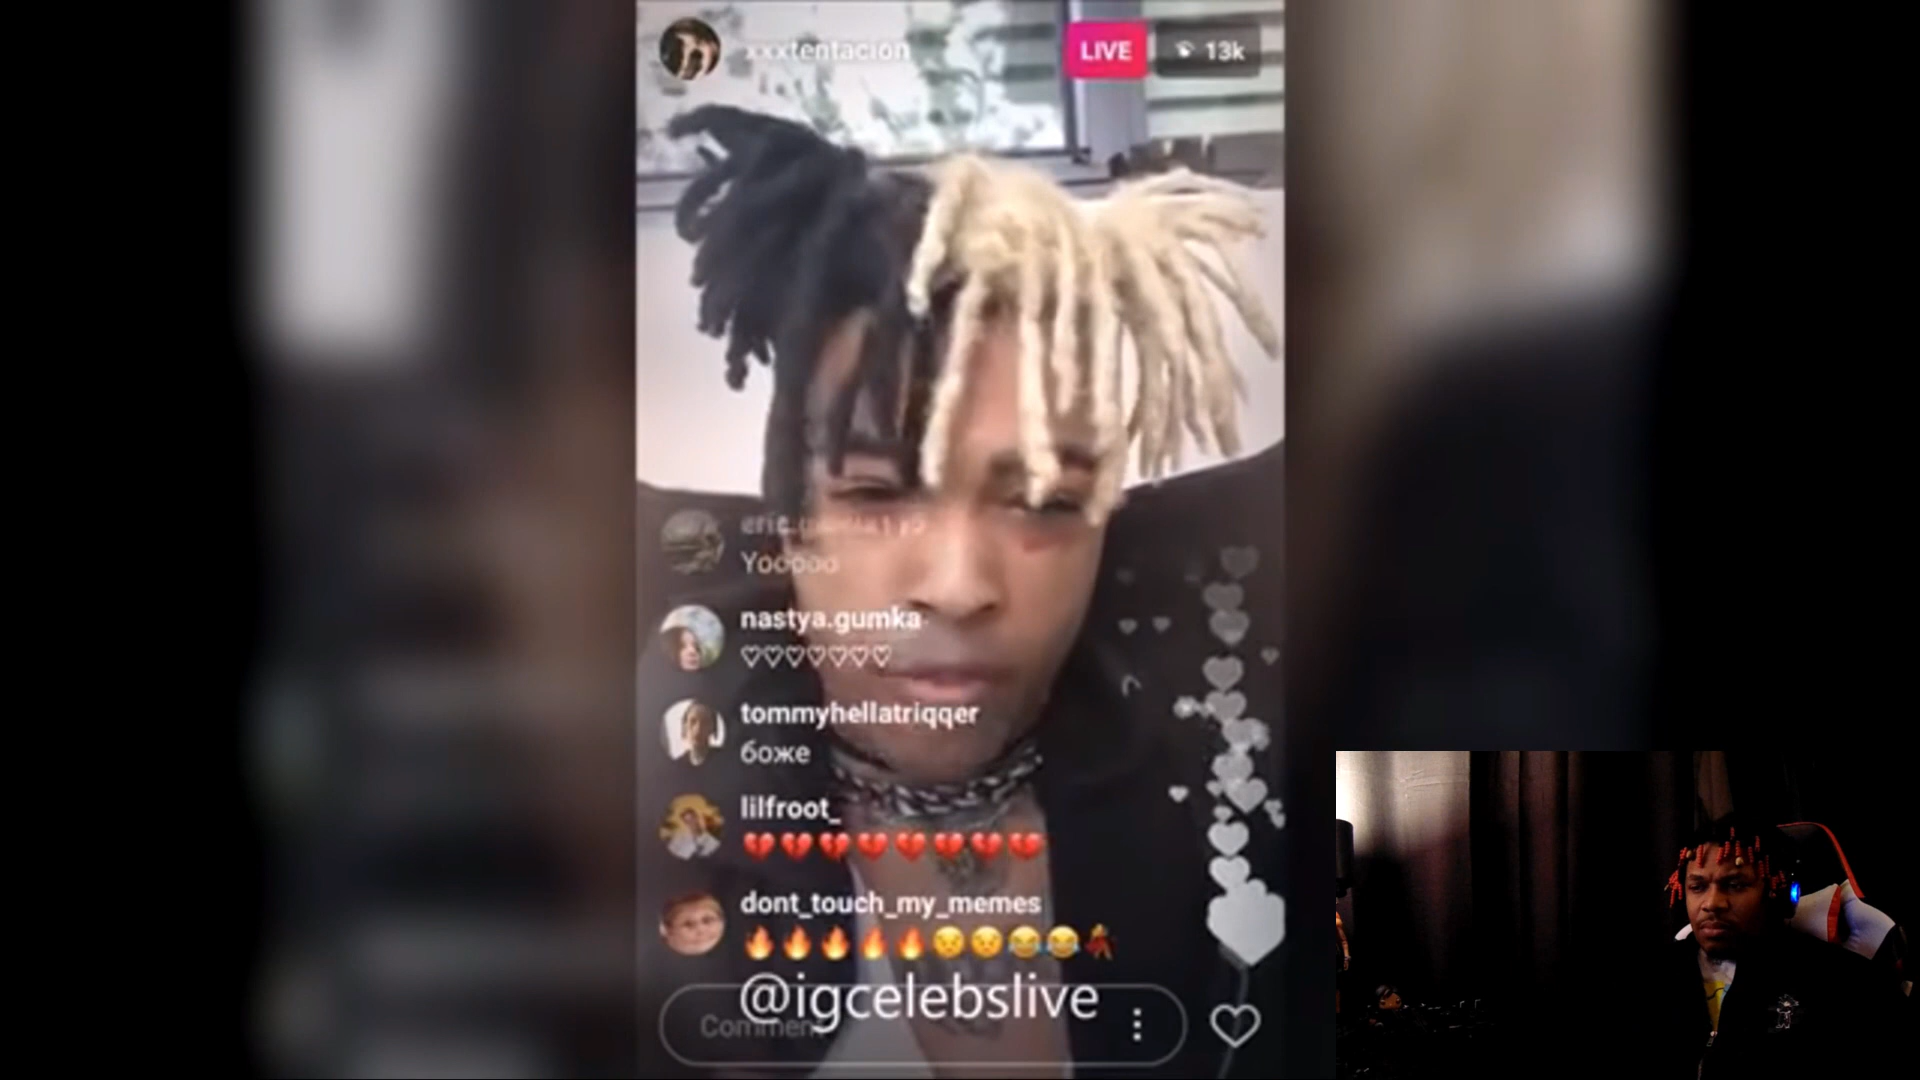 xxxtentacion
LIVE
13k
Yooooo
nastya.gumka
♡♡♡♡♡♡♡
tommyhellatriqqer
боже
lilfroot_
💔💔💔💔💔💔💔💔
dont_touch_my_memes
🔥🔥🔥🔥🔥😣😣😂😂💃
@igcelebslive
Comment